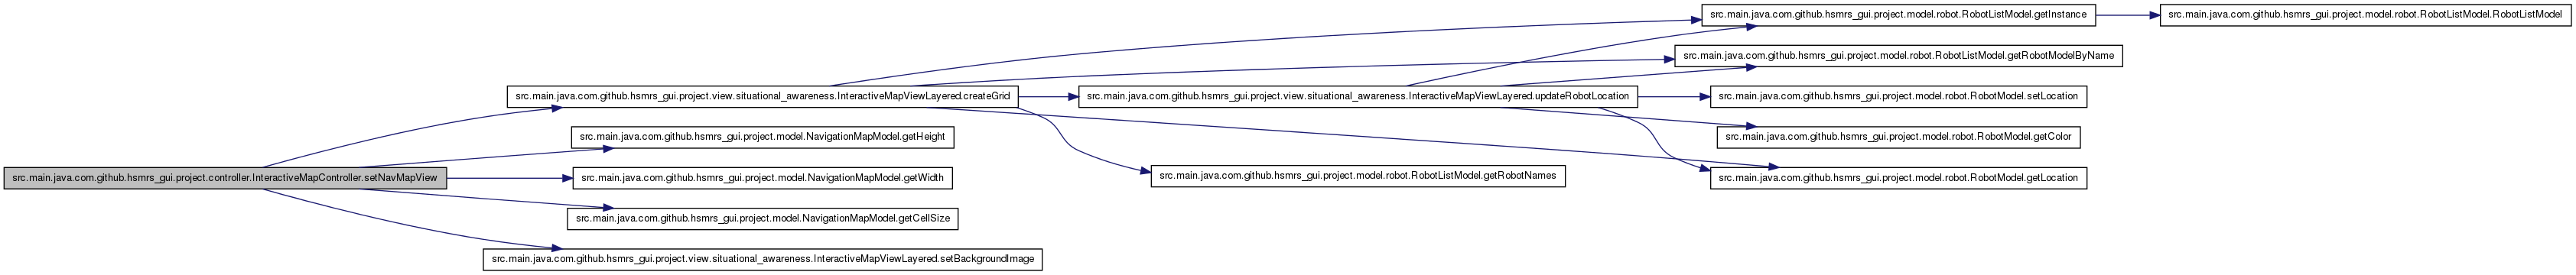 src.main.java.com.github.hsmrs_gui.project.model.robot.RobotListModel.getInstance
src.main.java.com.github.hsmrs_gui.project.model.robot.RobotListModel.RobotListModel
src.main.java.com.github.hsmrs_gui.project.model.robot.RobotListModel.getRobotModelByName
src.main.java.com.github.hsmrs_gui.project.view.situational_awareness.InteractiveMapViewLayered.createGrid
src.main.java.com.github.hsmrs_gui.project.view.situational_awareness.InteractiveMapViewLayered.updateRobotLocation
src.main.java.com.github.hsmrs_gui.project.model.robot.RobotModel.setLocation
src.main.java.com.github.hsmrs_gui.project.model.NavigationMapModel.getHeight
src.main.java.com.github.hsmrs_gui.project.model.robot.RobotModel.getColor
src.main.java.com.github.hsmrs_gui.project.controller.InteractiveMapController.setNavMapView
src.main.java.com.github.hsmrs_gui.project.model.NavigationMapModel.getWidth
src.main.java.com.github.hsmrs_gui.project.model.robot.RobotListModel.getRobotNames
src.main.java.com.github.hsmrs_gui.project.model.robot.RobotModel.getLocation
src.main.java.com.github.hsmrs_gui.project.model.NavigationMapModel.getCellSize
src.main.java.com.github.hsmrs_gui.project.view.situational_awareness.InteractiveMapViewLayered.setBackgroundImage